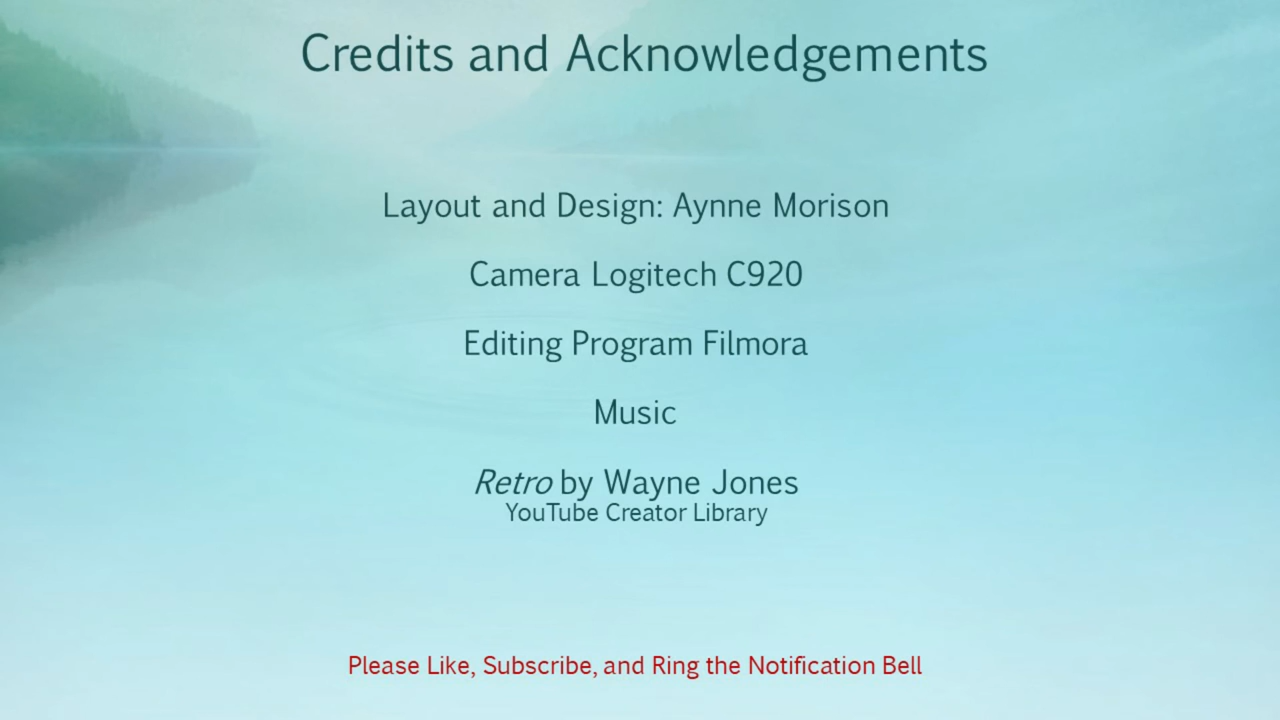 Credits and Acknowledgements
Layout and Design: Aynne Morison
Camera Logitech C920
Editing Program Filmora
Music
Retro by Wayne Jones
YouTube Creator Library
Please Like, Subscribe, and Ring the Notification Bell